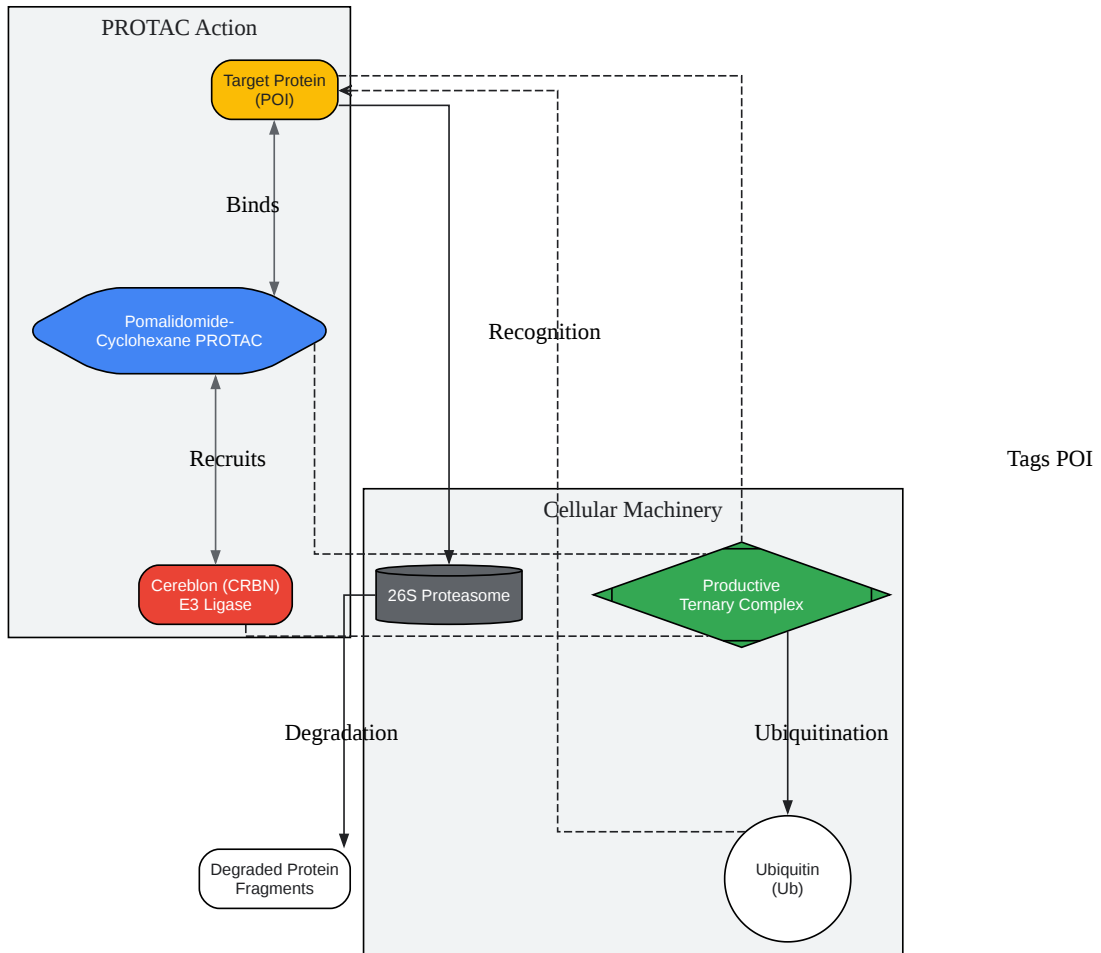 PROTAC Action
Target Protein
(POI)
Binds
Pomalidomide-
Cyclohexane PROTAC
Recognition
Recruits
Tags POI
Cellular Machinery
Cereblon (CRBN)
E3 Ligase
26S Proteasome
Productive
Ternary Complex
Degradation
Ubiquitination
Degraded Protein
Fragments
Ubiquitin
(Ub)